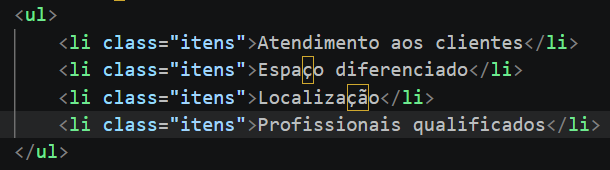 <ul>
<li class="itens">Atendimento aos clientes</li>
<li class="itens">Espaço diferenciado</li>
<li class="itens">Localização</li>
<li class="itens">Profissionais qualificados</li>
</ul>